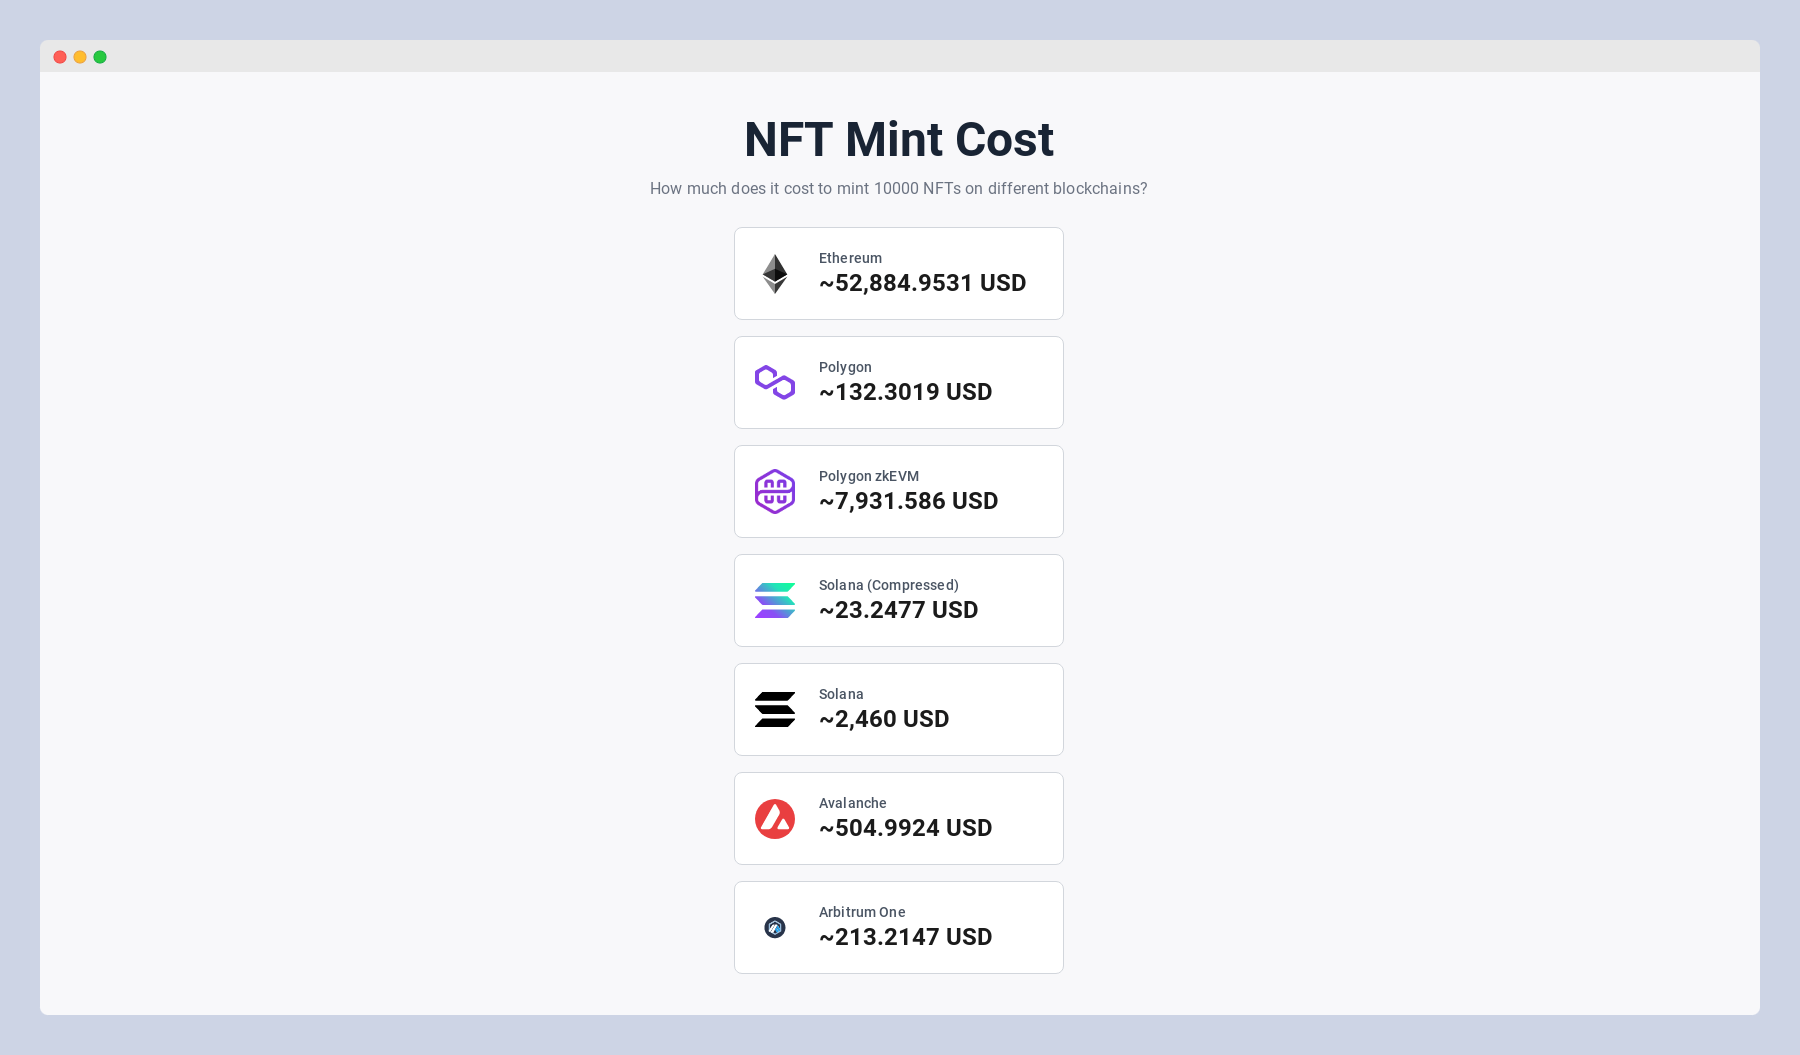 NFT Mint Cost
How much does it cost to mint 10000 NFTs on different blockchains?
Ethereum
~52,884.9531 USD
Polygon
~132.3019 USD
Polygon zkEVM
~7,931.586 USD
Solana (Compressed)
~23.2477 USD
Solana
~2,460 USD
Avalanche
~504.9924 USD
Arbitrum One
~213.2147 USD